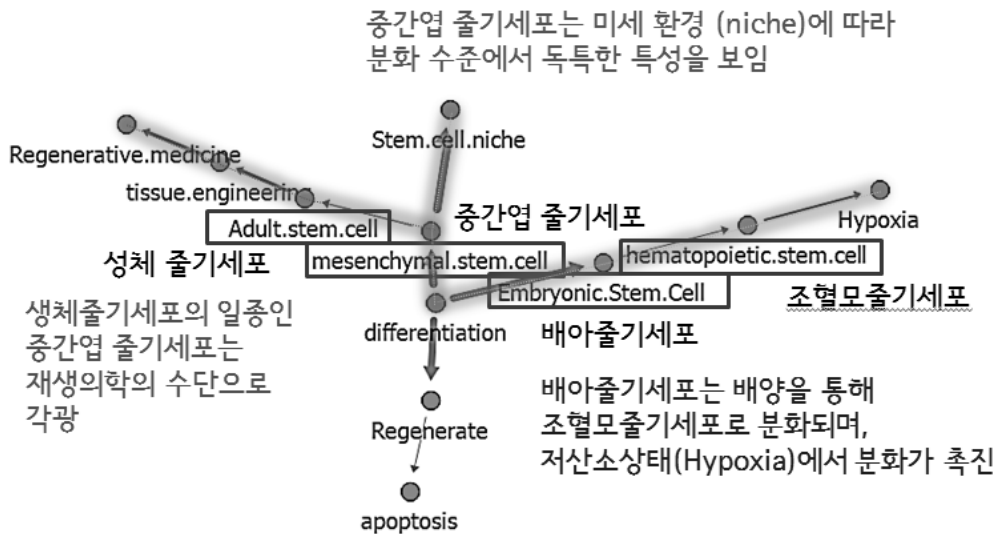 중간엽 줄기세포는 미세 환경 (niche)에 따라
분화 수준에서 독특한 특성을 보임
Stem.cell.niche
Regenerative.medicine
tissue.engineering
Adult.stem.cell
중간엽 줄기세포
Hypoxia
성체 줄기세포
mesenchymal.stem.cell
hematopoietic.stem.cell
Embryonic.Stem.Cell
조혈모줄기세포
differentiation
배아줄기세포
생체줄기세포의 일종인
중간엽 줄기세포는
재생의학의 수단으로
각광
배아줄기세포는 배양을 통해
조혈모줄기세포로 분화되며,
저산소상태(Hypoxia)에서 분화가 촉진
Regenerate
apoptosis